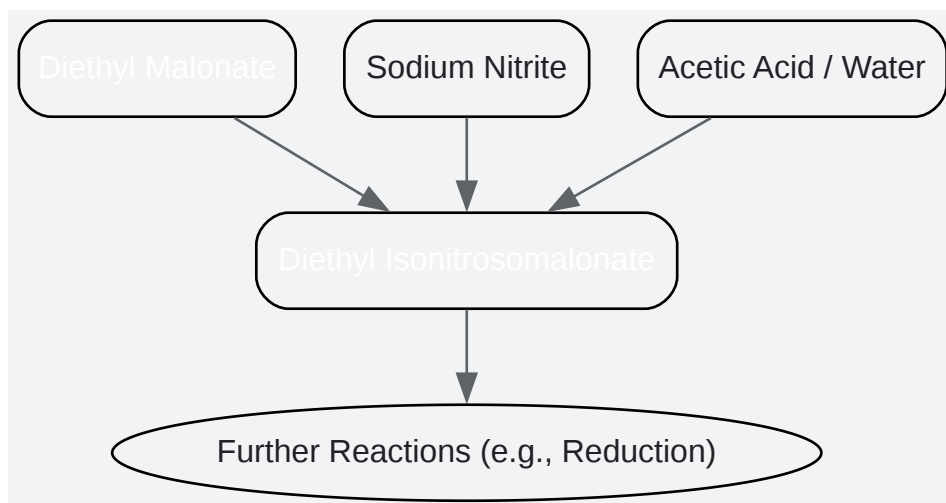 Diethyl Malonate
Sodium Nitrite
Acetic Acid / Water
Diethyl Isonitrosomalonate
Further Reactions (e.g., Reduction)